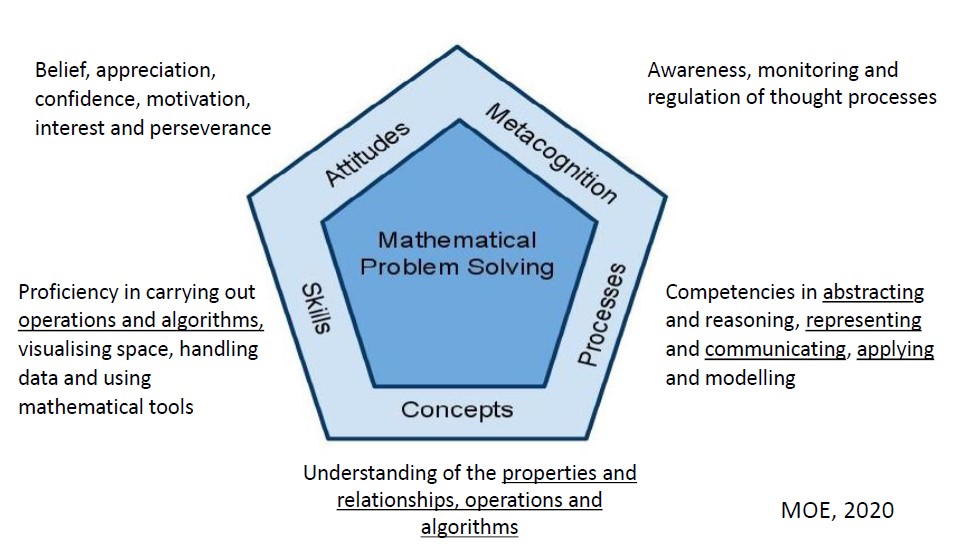 Belief, appreciation,
confidence, motivation,
interest and perseverance
Awareness, monitoring and
regulation of thought processes
Attitudes
Metacognition
Mathematical
Problem Solving
Skills
Processes
Concepts
Proficiency in carrying out
operations and algorithms,
visualising space, handling
data and using
mathematical tools
Competencies in abstracting
and reasoning, representing
and communicating, applying
and modelling
Understanding of the properties and
relationships, operations and
algorithms
MOE, 2020